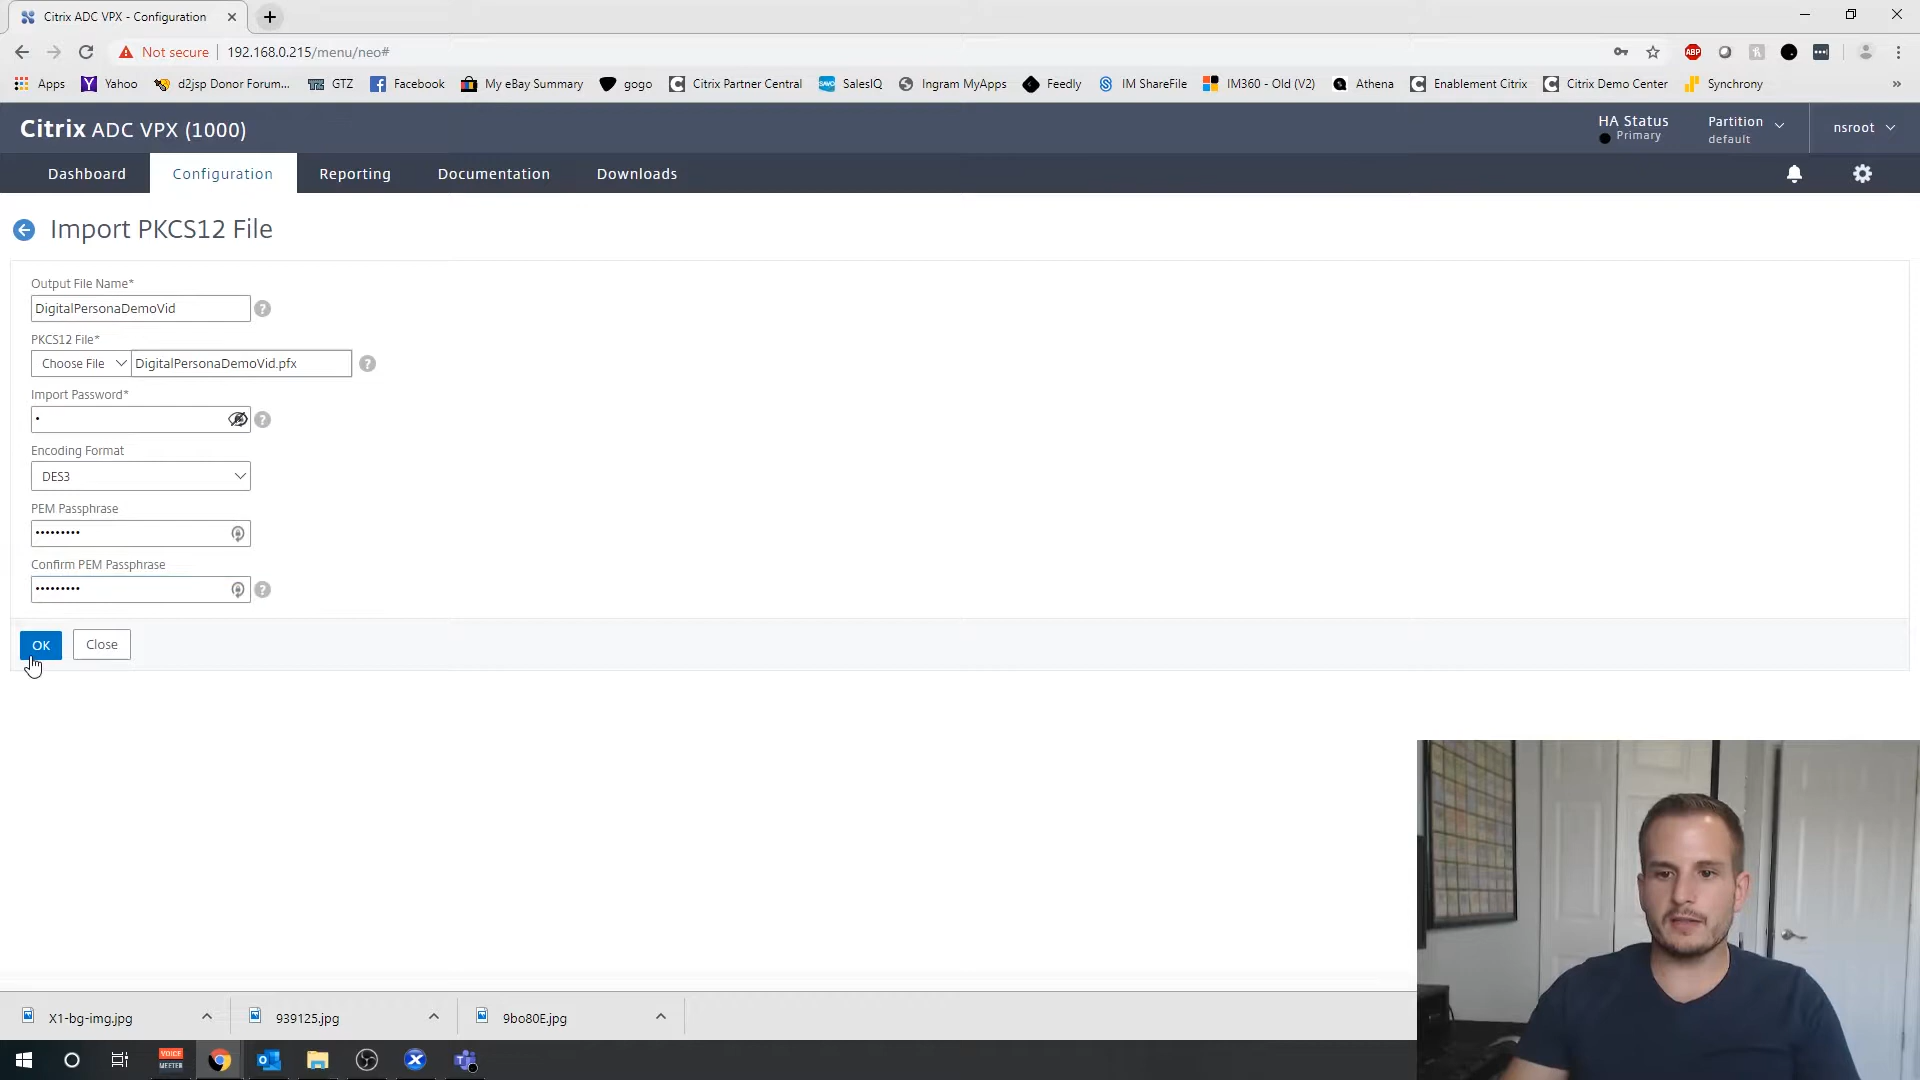 Citrix ADC VPX - Configuration
Not secure 192.168.0.215/menu/neo#
ABP
Apps Yahoo d2jsp Donor Forum... GTZ Facebook My eBay Summary gogo Citrix Partner Central SalesIQ Ingram MyApps Feedly IM ShareFile IM360 - Old (V2) Athena Enablement Citrix Citrix Demo Center Synchrony »
Citrix ADC VPX (1000)
HA Status
Primary
Partition
default
nsroot
Dashboard Configuration Reporting Documentation Downloads
Import PKCS12 File
Output File Name*
DigitalPersonaDemoVid
PKCS12 File*
Choose File DigitalPersonaDemoVid.pfx
Import Password*
Encoding Format
DES3
PEM Passphrase
Confirm PEM Passphrase
OK Close
X1-bg-img.jpg 939125.jpg 9bo80E.jpg
VOICE
MEETER